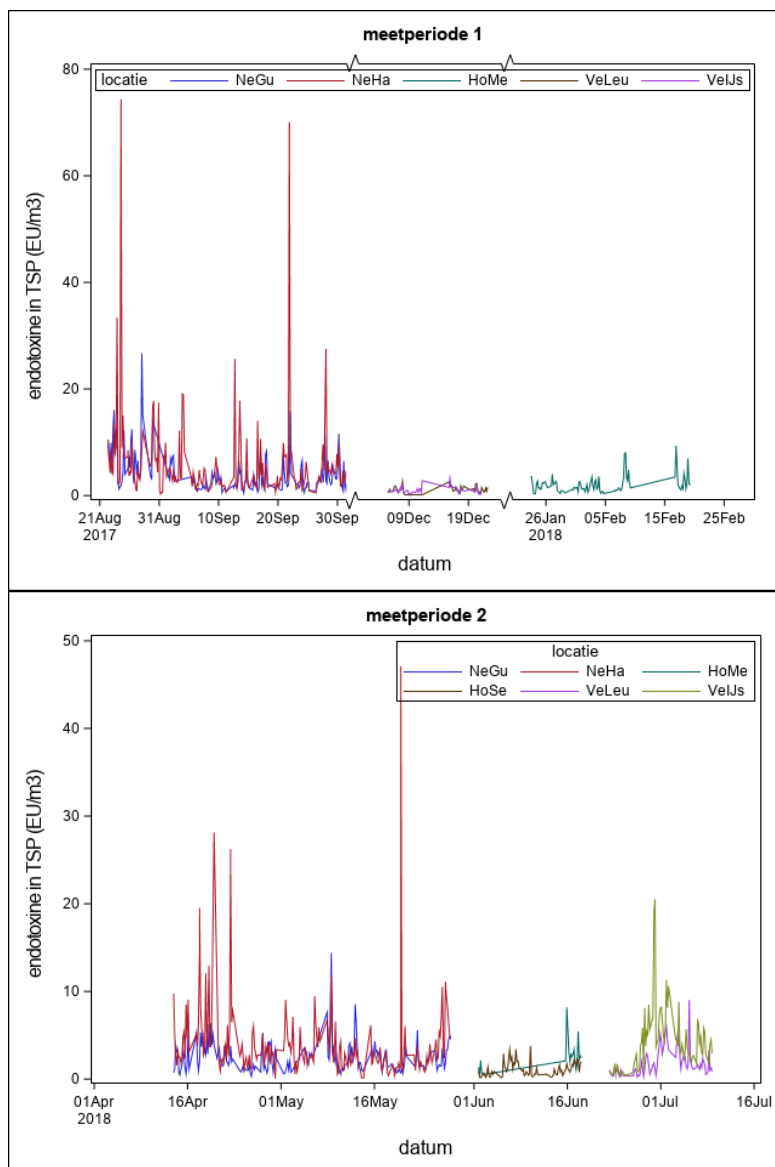 meetperiode 1
endotoxine in TSP (EU/m3)
80
60
40
20
0
locatie NeGu NeHa HoMe VeLeu VeIJs
21Aug 31Aug 10Sep 20Sep 30Sep 09Dec 19Dec 26Jan 05Feb 15Feb 25Feb
2017 2018
datum
meetperiode 2
endotoxine in TSP (EU/m3)
50
40
30
20
10
0
locatie
NeGu NeHa HoMe
HoSe VeLeu VeIJs
01Apr 16Apr 01May 16May 01Jun 16Jun 01Jul 16Jul
2018
datum